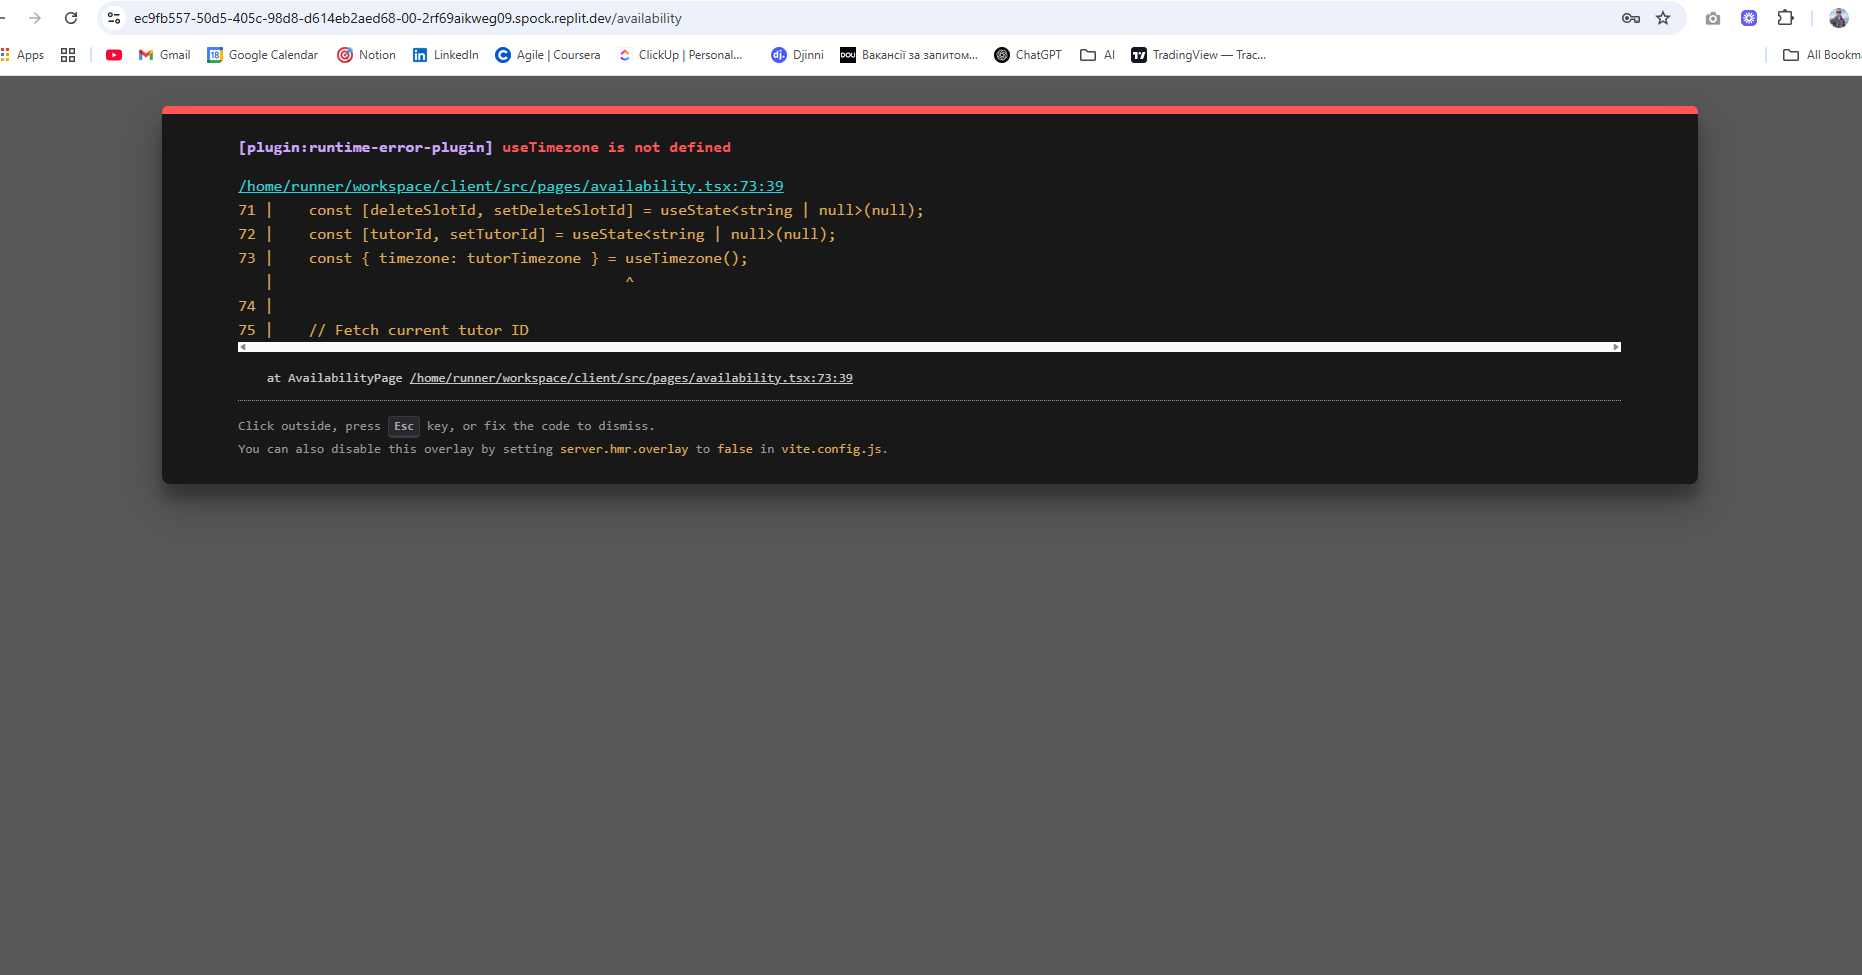 ec9fb557-50d5-405c-98d8-d614eb2aed68-00-2rf69aikweg09.spock.replit.dev/availability
Apps Gmail 18 Google Calendar Notion in LinkedIn C Agile | Coursera ClickUp | Personal... dj. Djinni DOU Вакансії за запитом... ChatGPT AI TradingView — Trac... All Bookm
[plugin:runtime-error-plugin] useTimezone is not defined
/home/runner/workspace/client/src/pages/availability.tsx:73:39
71 |    const [deleteSlotId, setDeleteSlotId] = useState<string | null>(null);
72 |    const [tutorId, setTutorId] = useState<string | null>(null);
73 |    const { timezone: tutorTimezone } = useTimezone();
   |                                        ^
74 |
75 |    // Fetch current tutor ID
at AvailabilityPage /home/runner/workspace/client/src/pages/availability.tsx:73:39
Click outside, press Esc key, or fix the code to dismiss.
You can also disable this overlay by setting server.hmr.overlay to false in vite.config.js.